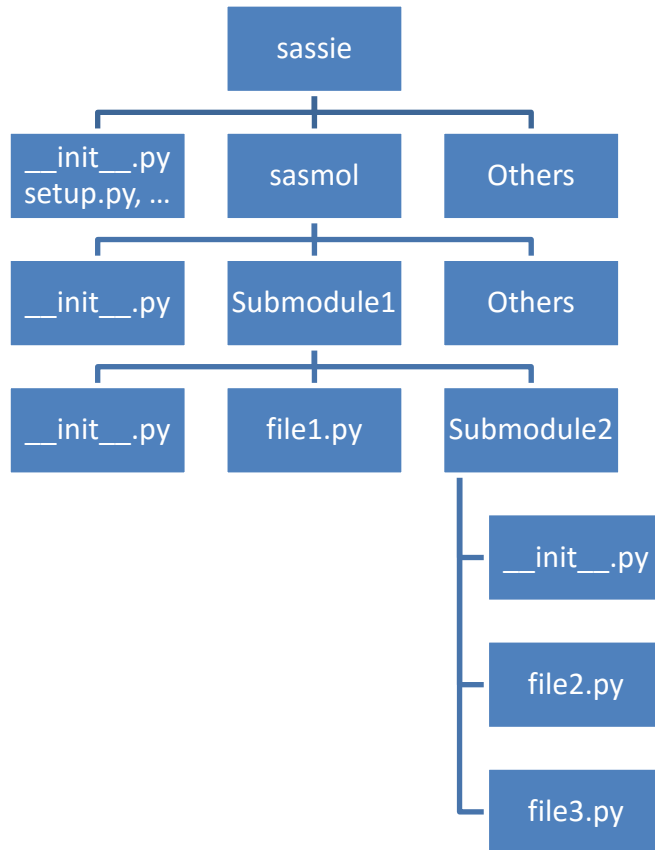 sassie
__init__.py
setup.py, ...
sasmol
Others
__init__.py
Submodule1
Others
__init__.py
file1.py
Submodule2
__init__.py
file2.py
file3.py